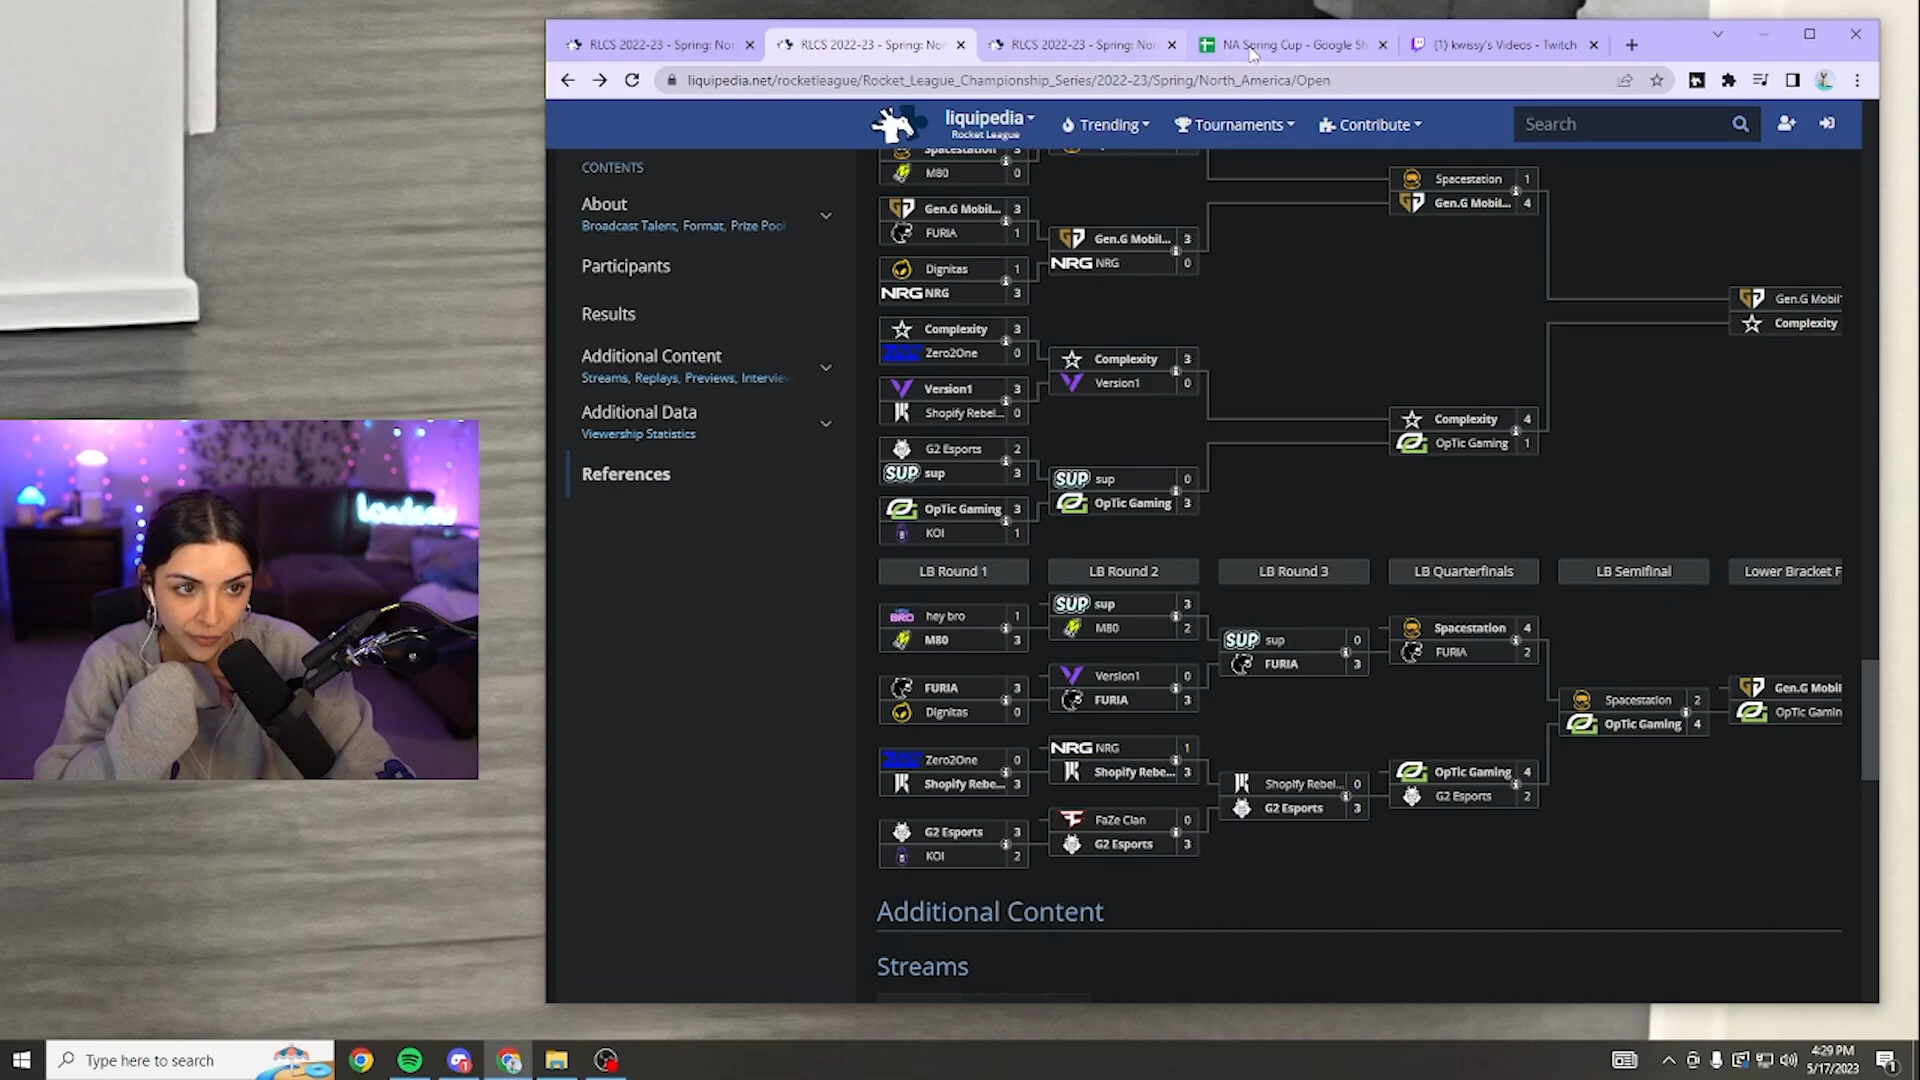 RLCS 2022-23 - Spring: Nor
RLCS 2022-23 - Spring: Nor
RLCS 2022-23 - Spring: Nor
NA Spring Cup - Google Sh
(1) kwissy's Videos - Twitch
liquipedia.net/rocketleague/Rocket_League_Championship_Series/2022-23/Spring/North_America/Open
liquipedia
Rocket League
Trending
Tournaments
Contribute
Search
CONTENTS
About
Broadcast Talent, Format, Prize Pool
Participants
Results
Additional Content
Streams, Replays, Previews, Interview
Additional Data
Viewership Statistics
References
Spacestation 3
M80 0
Gen.G Mobil... 3
FURIA 1
Dignitas 1
NRG NRG 3
Complexity 3
Zero2One 0
Version1 3
Shopify Rebel... 0
G2 Esports 2
SUP sup 3
OpTic Gaming 3
KOI 1
Gen.G Mobil... 3
NRG NRG 0
Complexity 3
Version1 0
SUP sup 0
OpTic Gaming 3
Spacestation 1
Gen.G Mobil... 4
Complexity 4
OpTic Gaming 1
Gen.G Mobil
Complexity
LB Round 1
LB Round 2
LB Round 3
LB Quarterfinals
LB Semifinal
Lower Bracket F
BRO hey bro 1
M80 3
FURIA 3
Dignitas 0
Zero2One 0
Shopify Rebe... 3
G2 Esports 3
KOI 2
SUP sup 3
M80 2
Version1 0
FURIA 3
NRG NRG 1
Shopify Rebe... 3
FaZe Clan 0
G2 Esports 3
SUP sup 0
FURIA 3
Shopify Rebel... 0
G2 Esports 3
Spacestation 4
FURIA 2
OpTic Gaming 4
G2 Esports 2
Spacestation 2
OpTic Gaming 4
Gen.G Mobil
OpTic Gamin
Additional Content
Streams
Type here to search
4:29 PM
5/17/2023